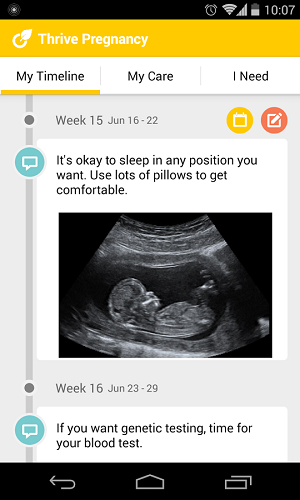 10:07
Thrive Pregnancy
My Timeline My Care I Need
Week 15 Jun 16 - 22
It's okay to sleep in any position you
want. Use lots of pillows to get
comfortable.
Week 16 Jun 23 - 29
If you want genetic testing, time for
your blood test.